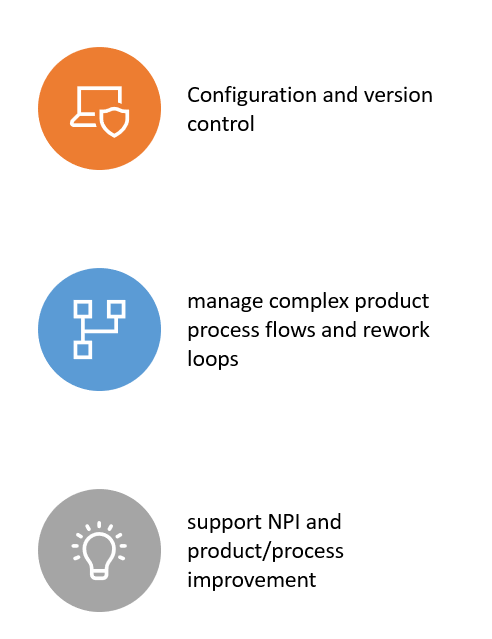 Configuration and version
control
manage complex product
process flows and rework
loops
support NPI and
product/process
improvement